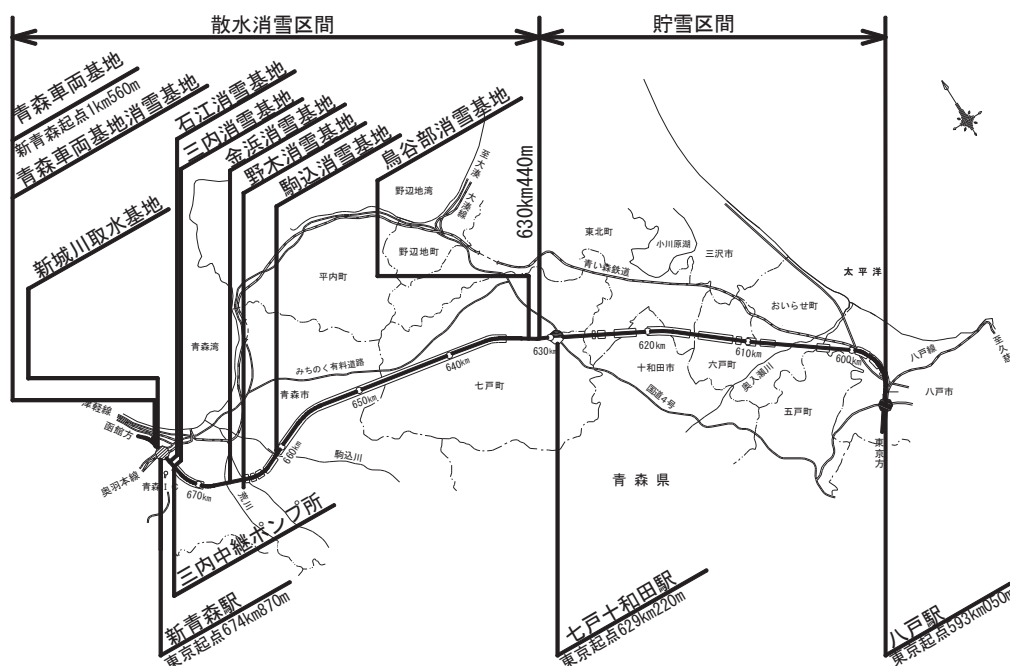 散水消雪区間
貯雪区間
青森車両基地
新青森起点1km560m
青森車両基地消雪基地
石江消雪基地
三内消雪基地
金浜消雪基地
野木消雪基地
駒込消雪基地
鳥谷部消雪基地
新城川取水基地
630km440m
至大湊
大湊線
野辺地湾
野辺地町
平内町
東北町
小川原湖
三沢市
青い森鉄道
太平洋
おいらせ町
青森湾
みちのく有料道路
青森市
七戸町
十和田市
六戸町
奥入瀬川
五戸町
国道4号
八戸線
八戸市
東京方
青森県
津軽線
函館方
奥羽本線
青森IC
荒川
駒込川
670km
660km
650km
640km
630km
620km
610km
600km
三内中継ポンプ所
新青森駅
東京起点674km870m
七戸十和田駅
東京起点629km220m
八戸駅
東京起点593km050m